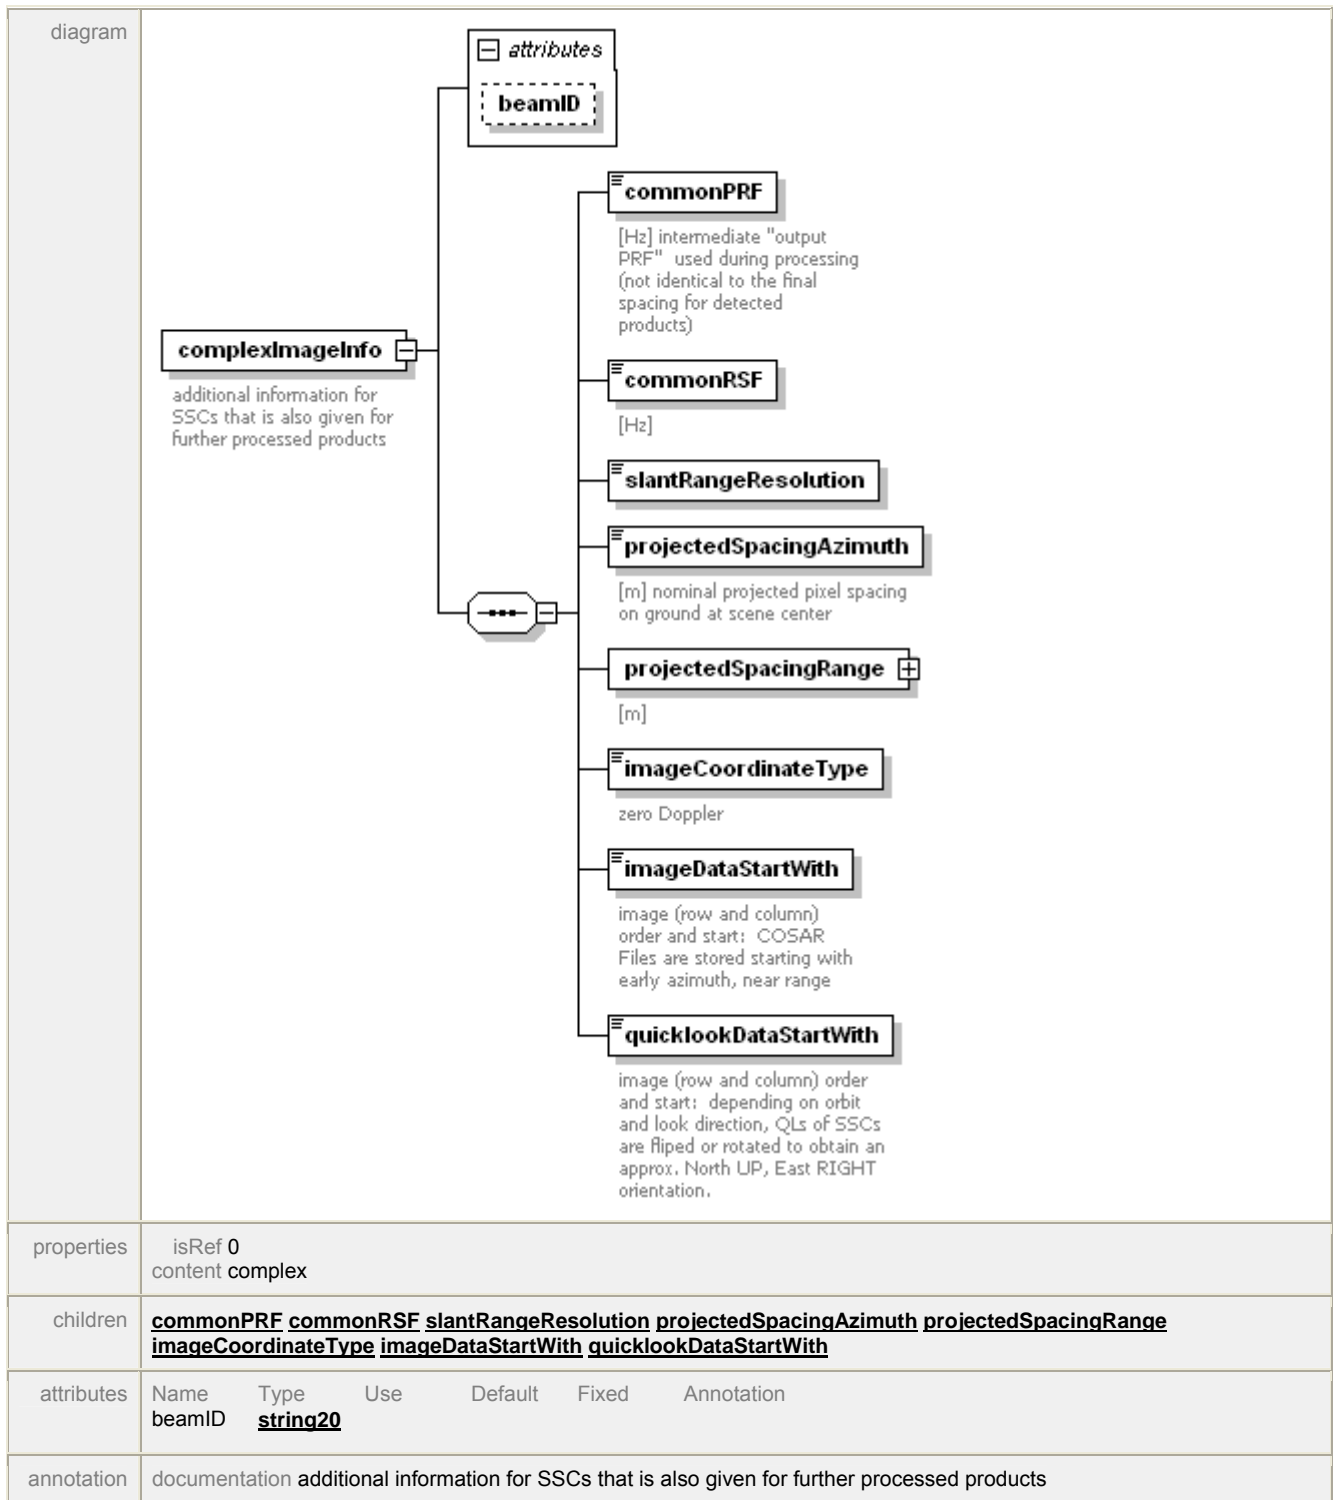 diagram
attributes
beamID
commonPRF
[Hz] intermediate "output
PRF" used during processing
(not identical to the final
spacing for detected
products)
complexImageInfo
additional information for
SSCs that is also given for
further processed products
commonRSF
[Hz]
slantRangeResolution
projectedSpacingAzimuth
[m] nominal projected pixel spacing
on ground at scene center
projectedSpacingRange
[m]
imageCoordinateType
zero Doppler
imageDataStartWith
image (row and column)
order and start: COSAR
Files are stored starting with
early azimuth, near range
quicklookDataStartWith
image (row and column) order
and start: depending on orbit
and look direction, QLs of SSCs
are fliped or rotated to obtain an
approx. North UP, East RIGHT
orientation.
properties
isRef 0
content complex
children
commonPRF commonRSF slantRangeResolution projectedSpacingAzimuth projectedSpacingRange
imageCoordinateType imageDataStartWith quicklookDataStartWith
attributes
Name Type Use Default Fixed Annotation
beamID string20
annotation
documentation additional information for SSCs that is also given for further processed products